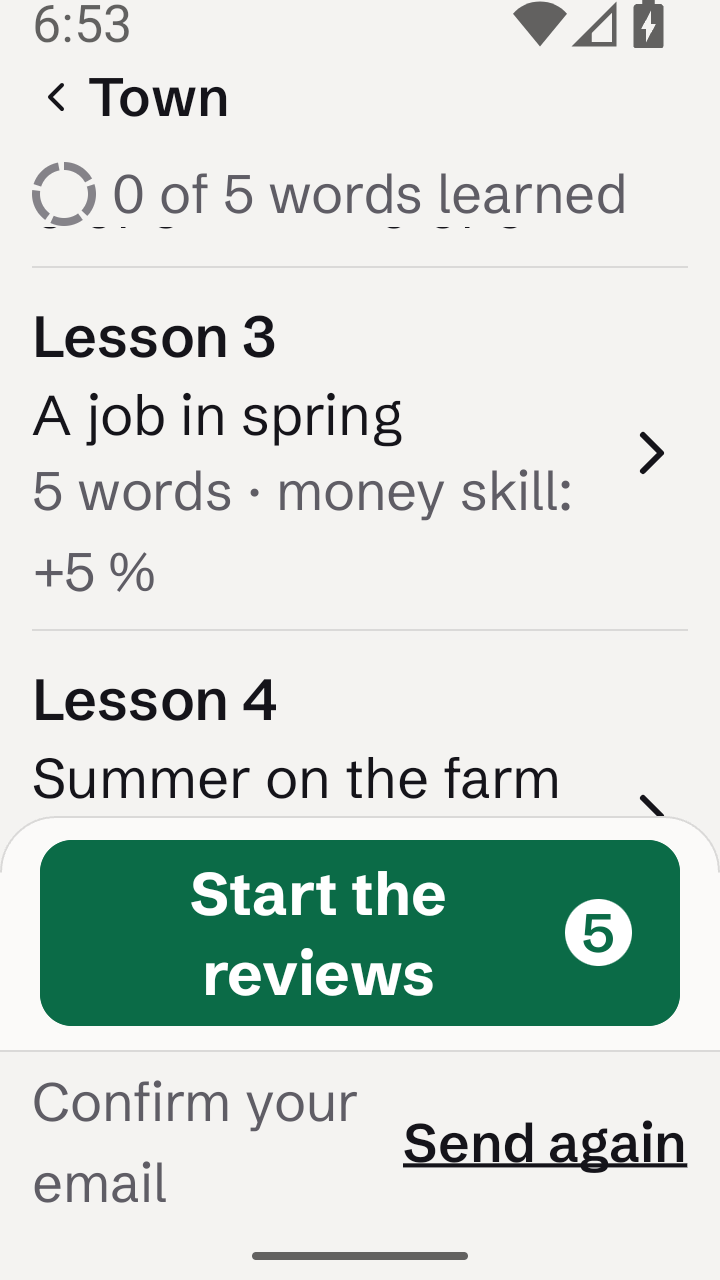 6:53
Town
0 of 5 words learned
Lesson 3
A job in spring
5 words · money skill:
+5 %
Lesson 4
Summer on the farm
Start the
reviews
5
Confirm your
email
Send again